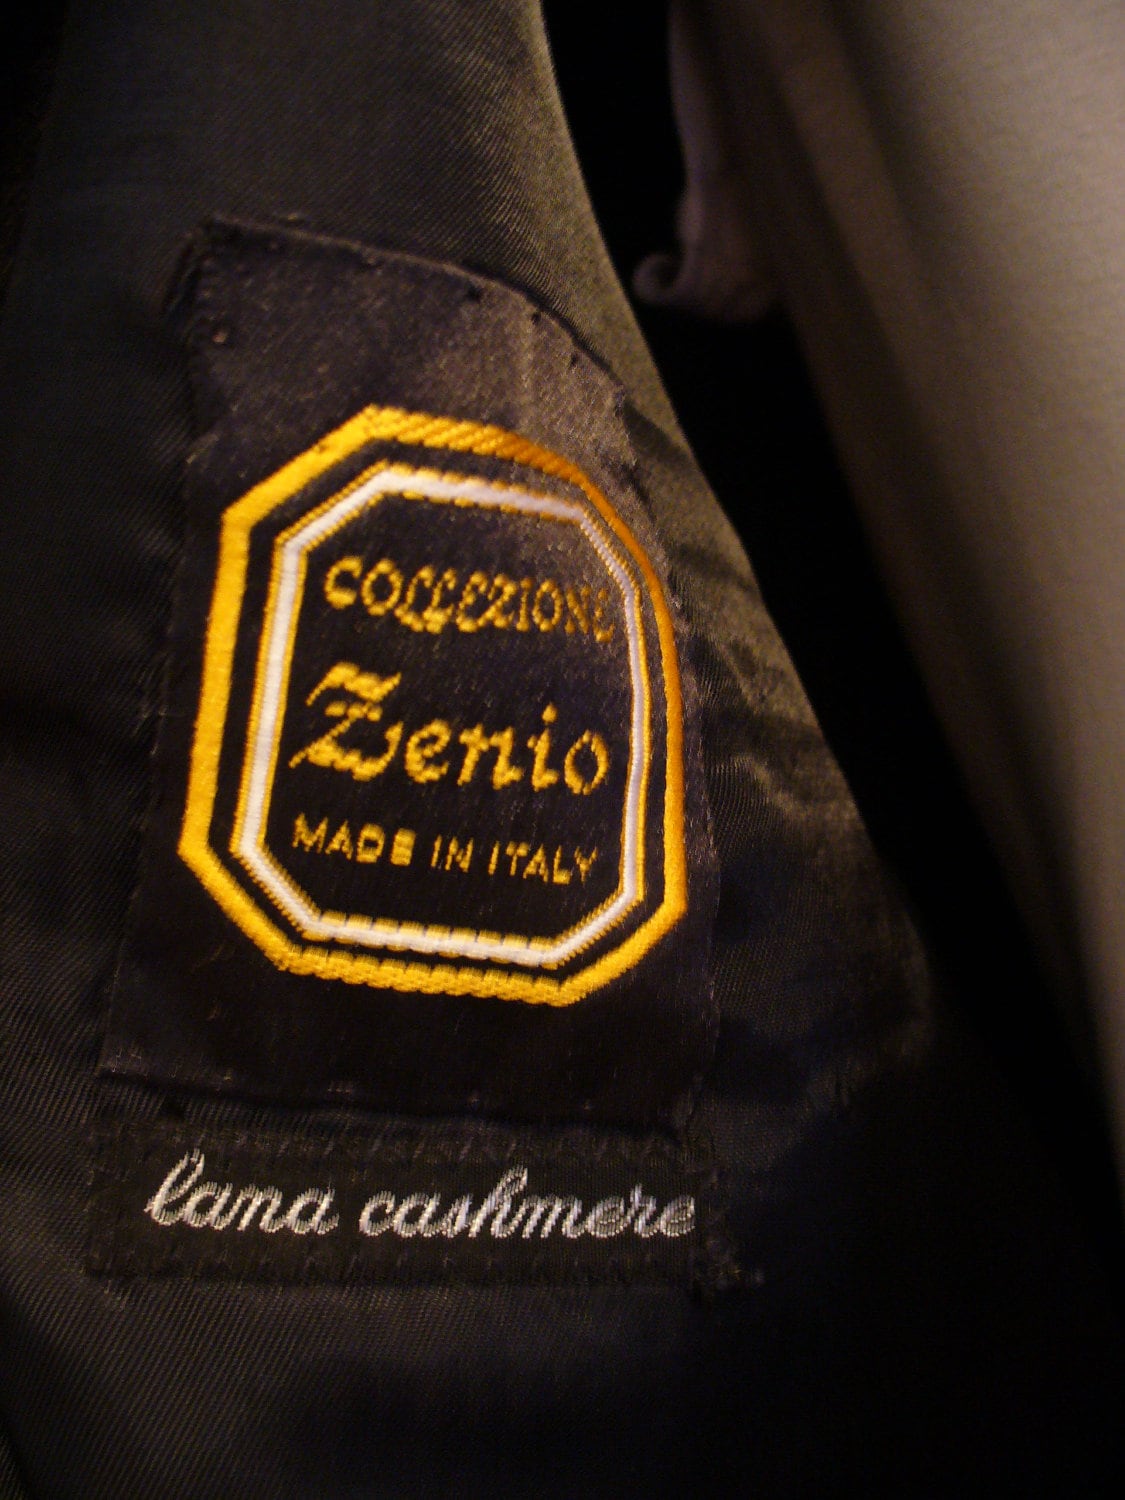 COLLEZIONE
Zenio
MADE IN ITALY
lana cashmere